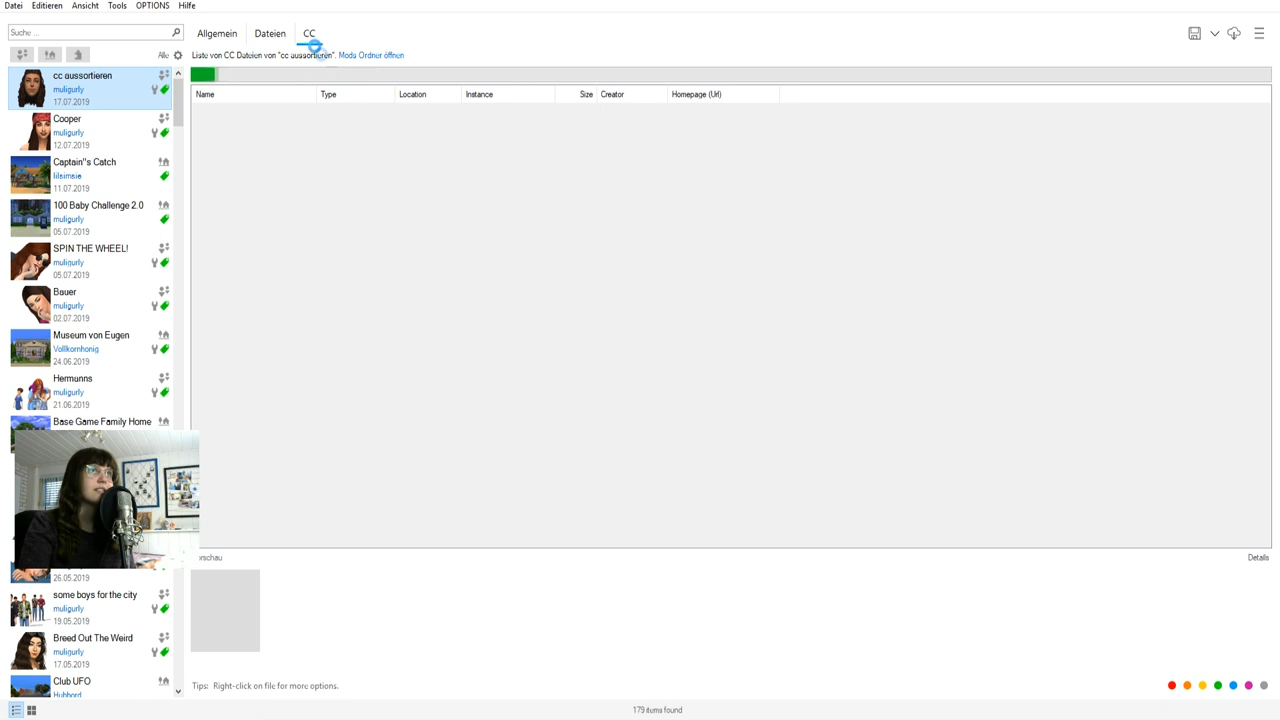 Datei Editieren Ansicht Tools OPTIONS Hilfe
Suche ...
Allgemein Dateien CC
Alle
Liste von CC Dateien von "cc aussortieren". Mods Ordner öffnen
cc aussortieren
muligurly
17.07.2019
Cooper
muligurly
12.07.2019
Captain''s Catch
lilsimsie
11.07.2019
100 Baby Challenge 2.0
muligurly
05.07.2019
SPIN THE WHEEL!
muligurly
05.07.2019
Bauer
muligurly
02.07.2019
Museum von Eugen
Vollkornhonig
24.06.2019
Hermanns
muligurly
21.06.2019
Base Game Family Home
26.05.2019
some boys for the city
muligurly
19.05.2019
Breed Out The Weird
muligurly
17.05.2019
Club UFO
Hubbord
Name Type Location Instance Size Creator Homepage (Url)
orschau
Details
Tips: Right-click on file for more options.
179 items found